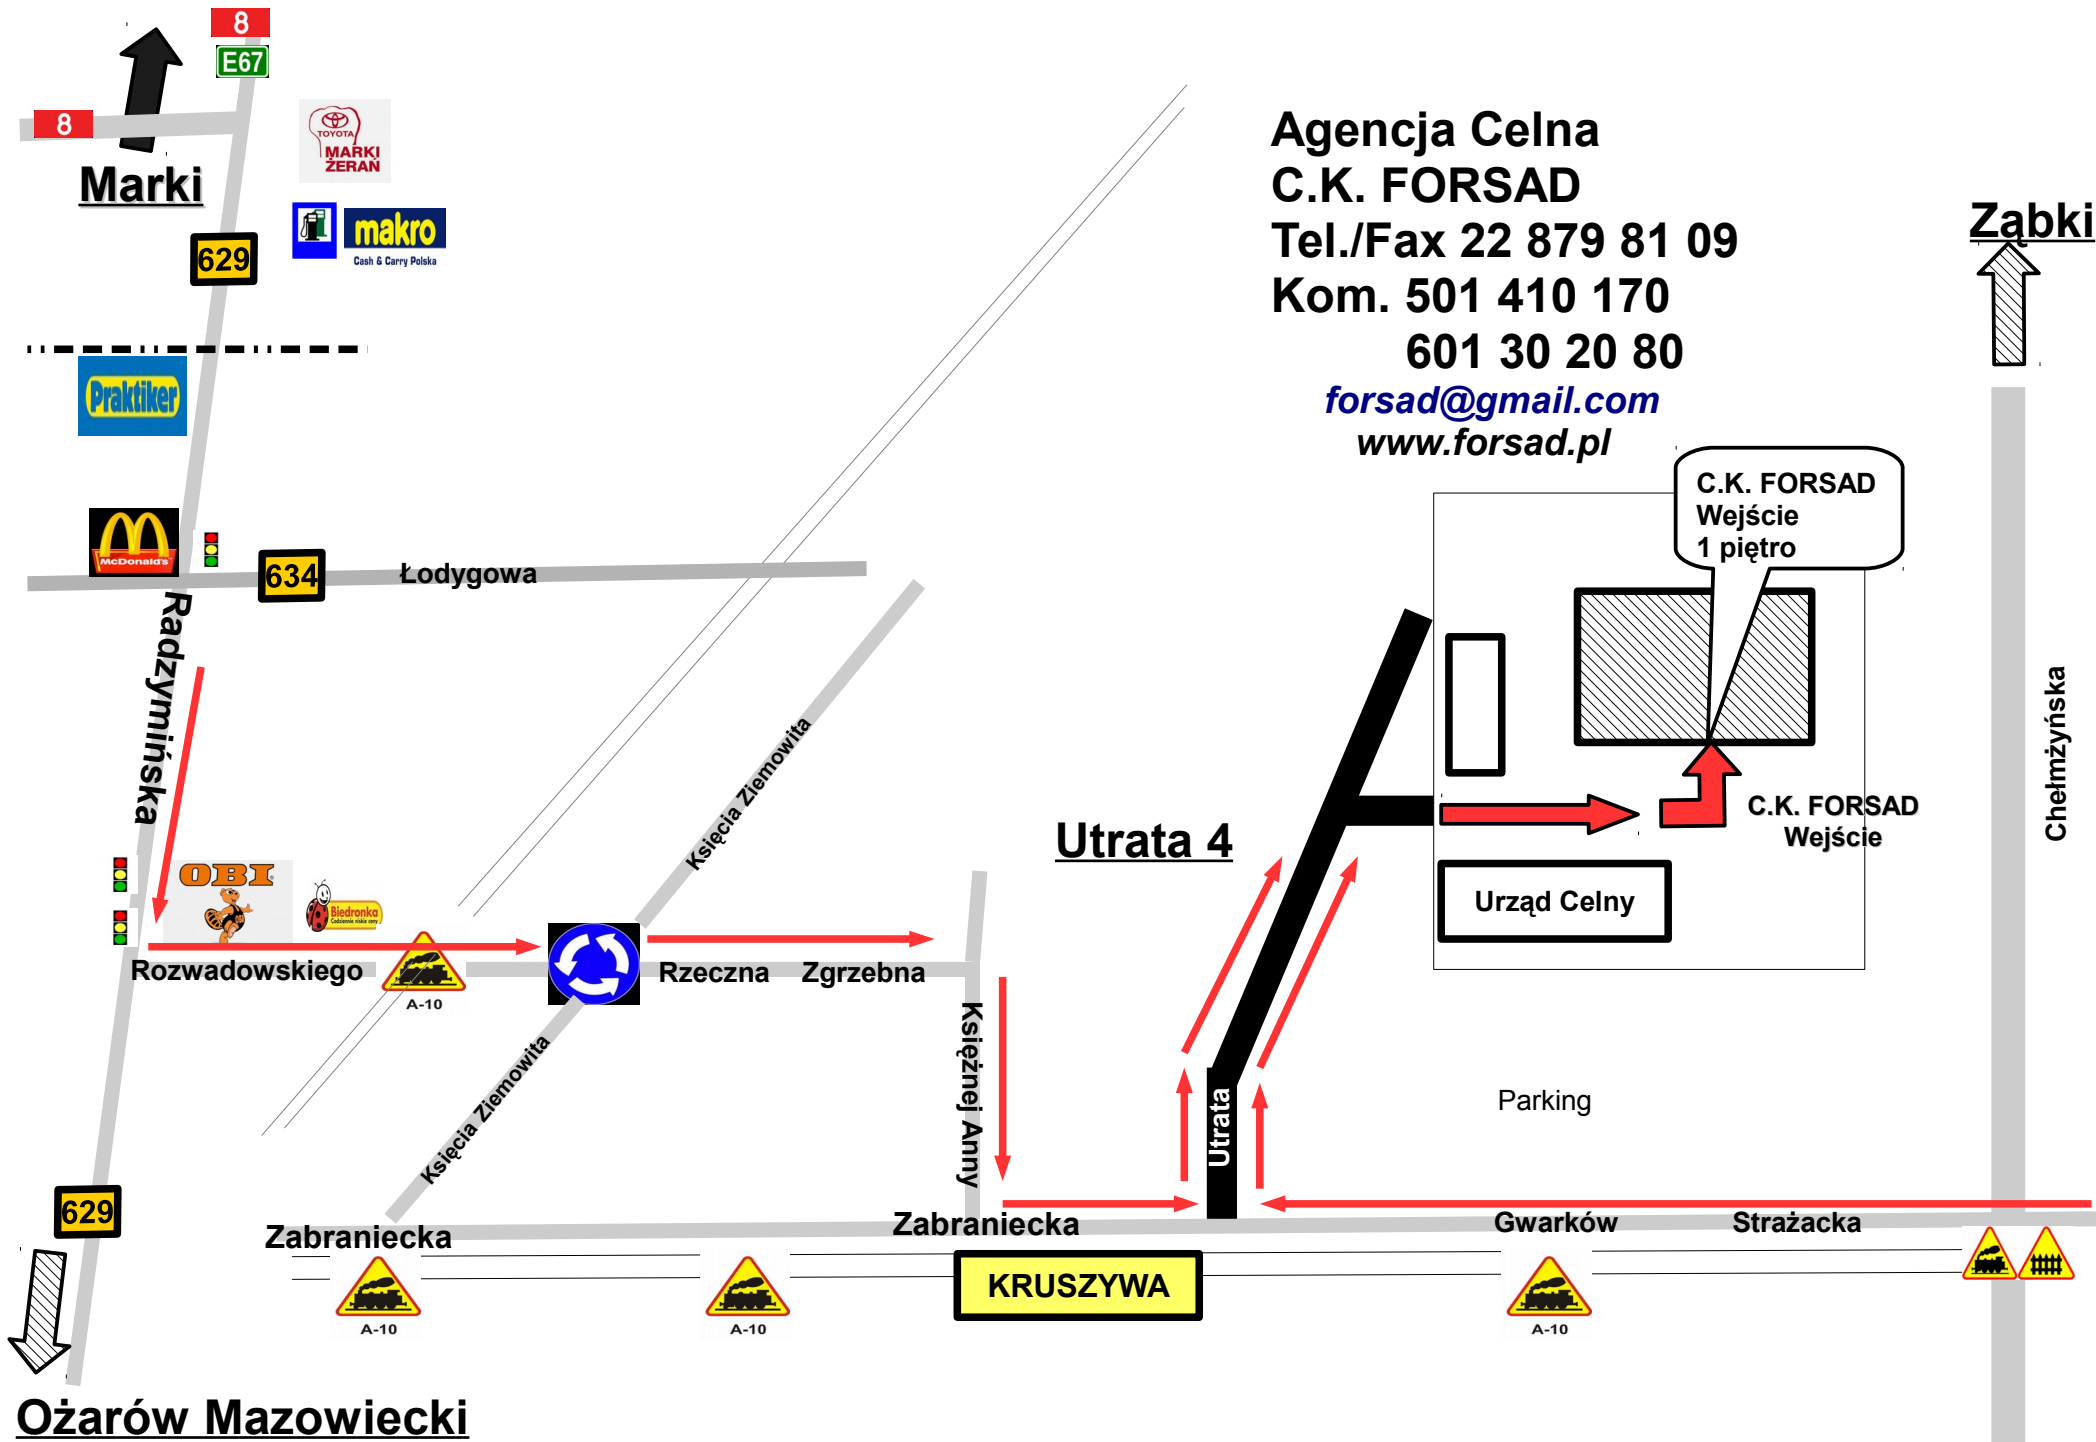 8
E67
8
Marki
TOYOTA
MARKI
ŻERAŃ
makro
Cash & Carry Polska
629
Agencja Celna
C.K. FORSAD
Tel./Fax 22 879 81 09
Kom. 501 410 170
601 30 20 80
forsad@gmail.com
www.forsad.pl
Ząbki
Praktiker
McDonald's
634
Łodygowa
Radzymińska
C.K. FORSAD
Wejście
1 piętro
Księcia Ziemowita
Chełmżyńska
Utrata 4
C.K. FORSAD
Wejście
Urząd Celny
OBI
Biedronka
Codziennie niskie ceny
Rozwadowskiego
A-10
Rzeczna
Zgrzebna
Księcia Ziemowita
Księżnej Anny
Utrata
Parking
629
Zabraniecka
Zabraniecka
Gwarków
Strażacka
KRUSZYWA
A-10
A-10
A-10
Ożarów Mazowiecki